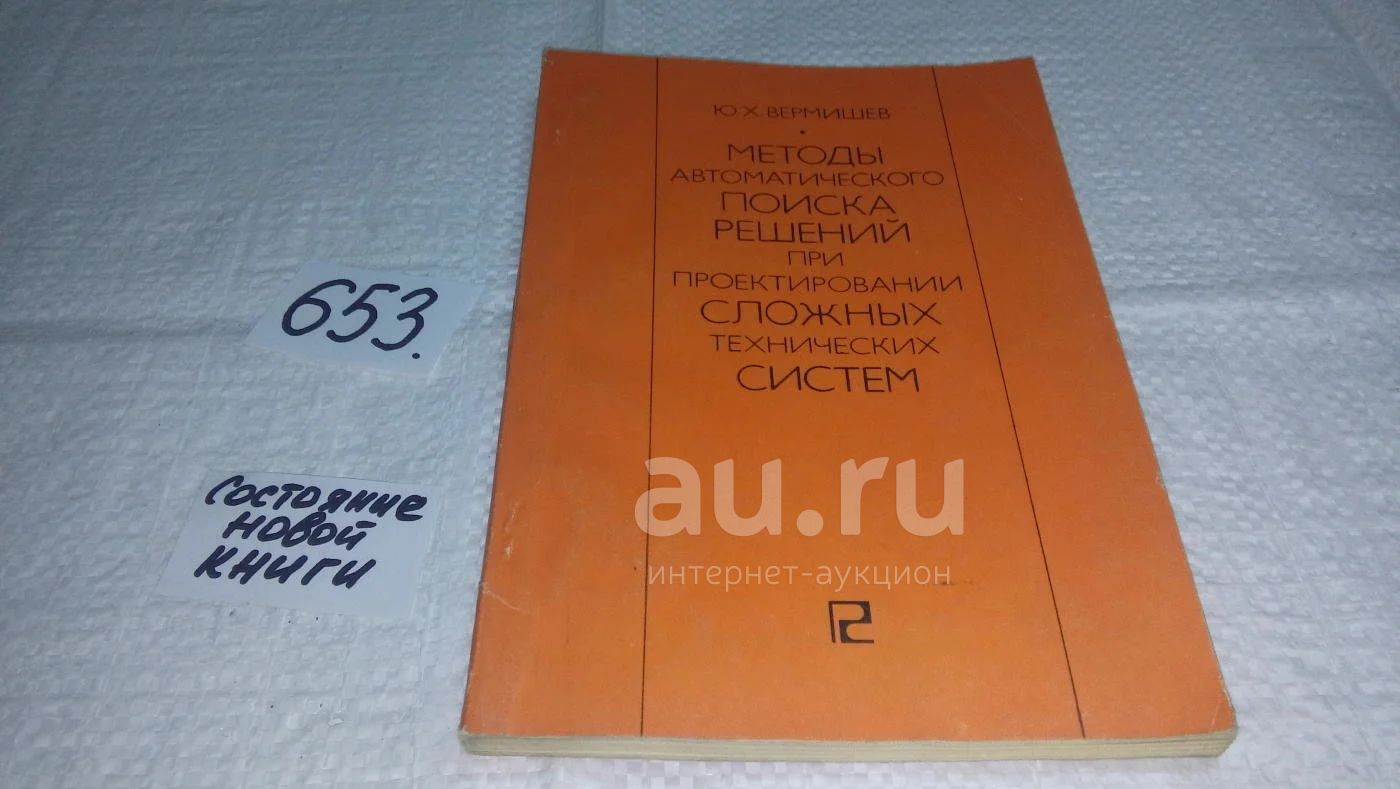 Ю.Х. ВЕРМИШЕВ
МЕТОДЫ
АВТОМАТИЧЕСКОГО
ПОИСКА
РЕШЕНИЙ
ПРИ
ПРОЕКТИРОВАНИИ
СЛОЖНЫХ
ТЕХНИЧЕСКИХ
СИСТЕМ
653.
состояние
новой
книги
au.ru
интернет-аукцион